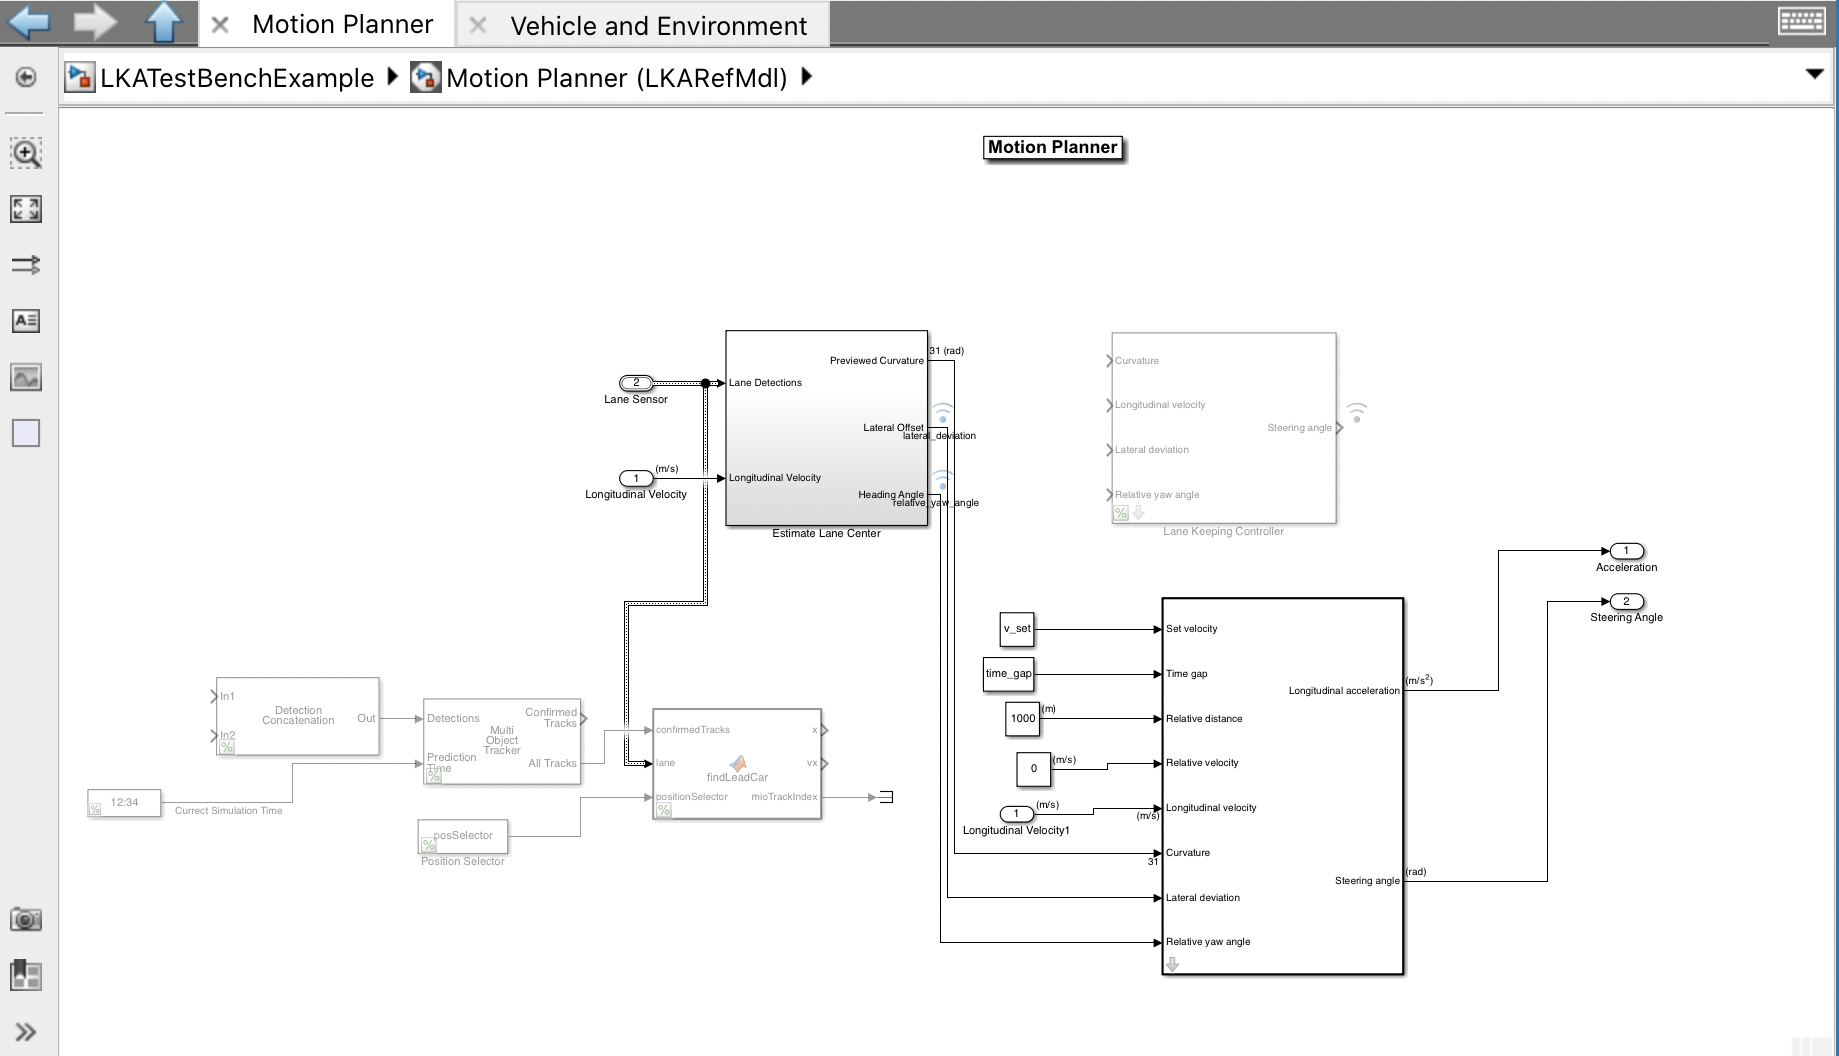 Motion Planner
Vehicle and Environment
LKATestBenchExample
Motion Planner (LKARefMdl)
Motion Planner
2
Lane Sensor
1
(m/s)
Longitudinal Velocity
Lane Detections
Longitudinal Velocity
Previewed Curvature
Lateral Offset
Heading Angle
Estimate Lane Center
31 (rad)
lateral_deviation
relative_yaw_angle
Curvature
Longitudinal velocity
Lateral deviation
Relative yaw angle
Steering angle
Lane Keeping Controller
1
Acceleration
2
Steering Angle
In1
In2
Detection
Concatenation
Out
Detections
Prediction
Time
Multi
Object
Tracker
Confirmed
Tracks
All Tracks
12:34
Currect Simulation Time
posSelector
Position Selector
confirmedTracks
lane
positionSelector
findLeadCar
x
vx
mioTrackIndex
v_set
time_gap
1000
(m)
0
(m/s)
1
(m/s)
Longitudinal Velocity1
(m/s)
31
Set velocity
Time gap
Relative distance
Relative velocity
Longitudinal velocity
Curvature
Lateral deviation
Relative yaw angle
Longitudinal acceleration
(m/s²)
Steering angle
(rad)